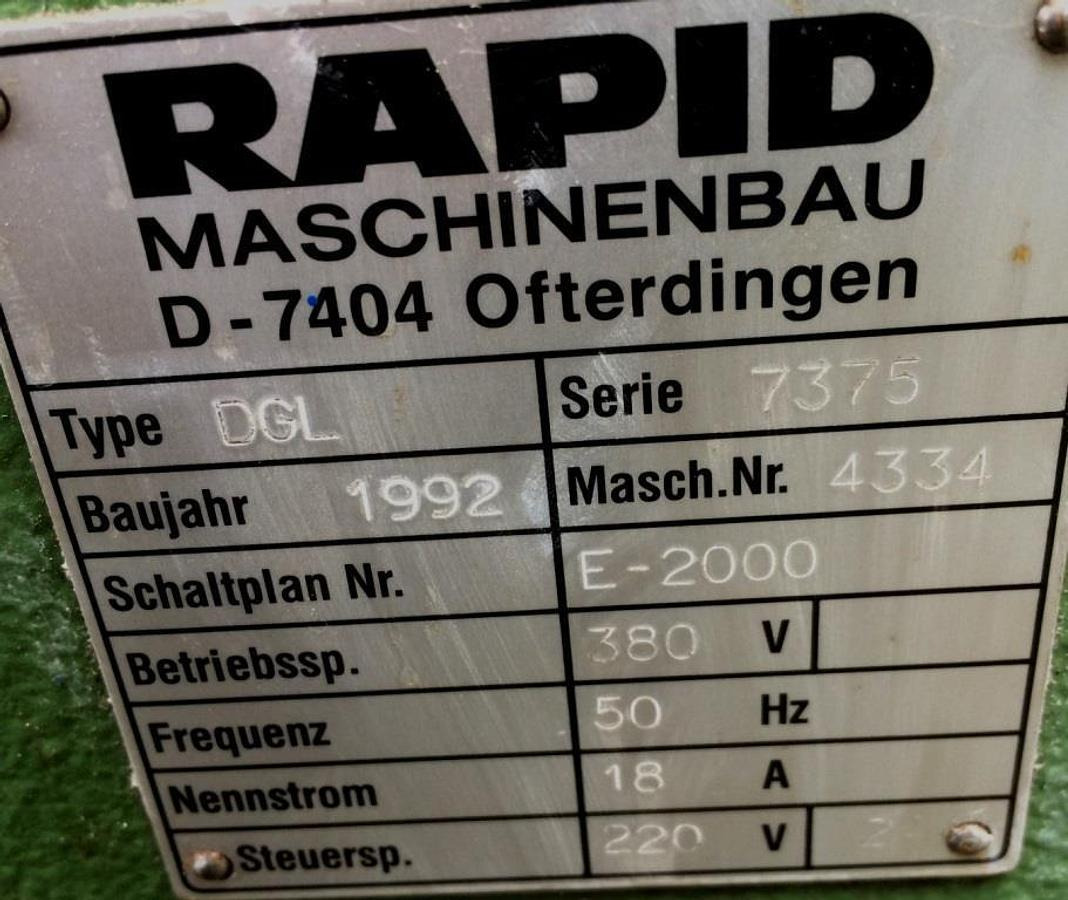 RAPID
MASCHINENBAU
D-7404 Ofterdingen
Type DGL Serie 7375
Baujahr 1992 Masch.Nr. 4334
Schaltplan Nr. E-2000
Betriebssp. 380 V
Frequenz 50 Hz
Nennstrom 18 A
Steuersp. 220 V